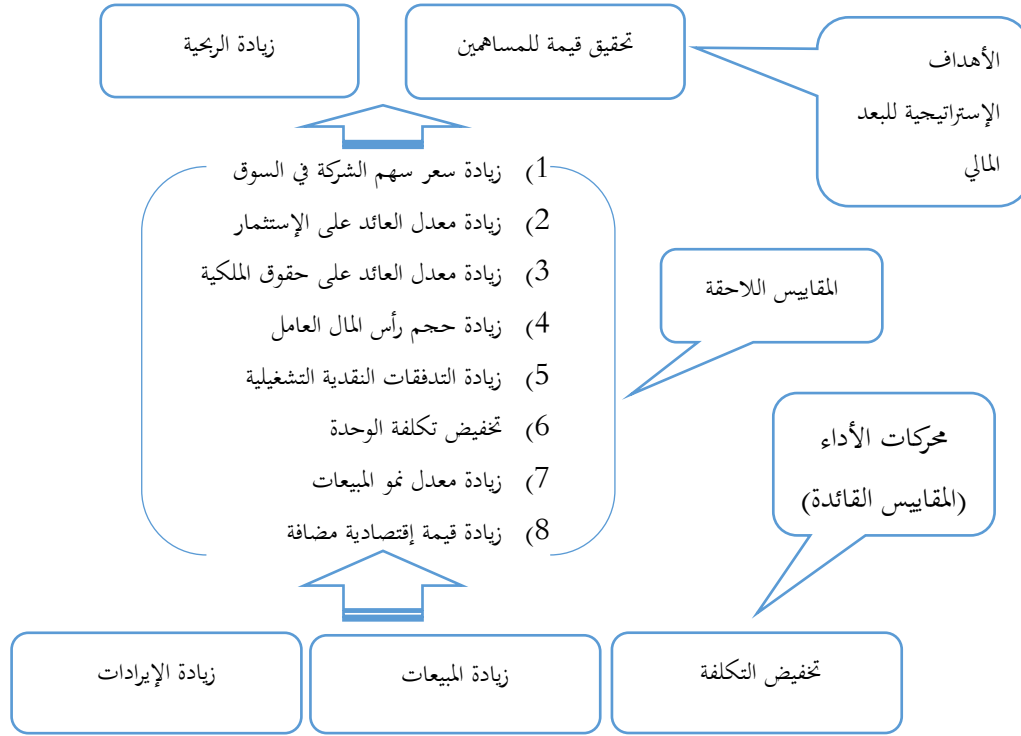 تحقيق قيمة للمساهمين
زيادة الربحية
الأهداف
الإستراتيجية للبعد
المالي
1) زيادة سعر سهم الشركة في السوق
2) زيادة معدل العائد على الإستثمار
3) زيادة معدل العائد على حقوق الملكية
4) زيادة حجم رأس المال العامل
5) زيادة التدفقات النقدية التشغيلية
6) تخفيض تكلفة الوحدة
7) زيادة معدل نمو المبيعات
8) زيادة قيمة إقتصادية مضافة
المقاييس اللاحقة
محركات الأداء
(المقاييس القائدة)
تخفيض التكلفة
زيادة المبيعات
زيادة الإيرادات